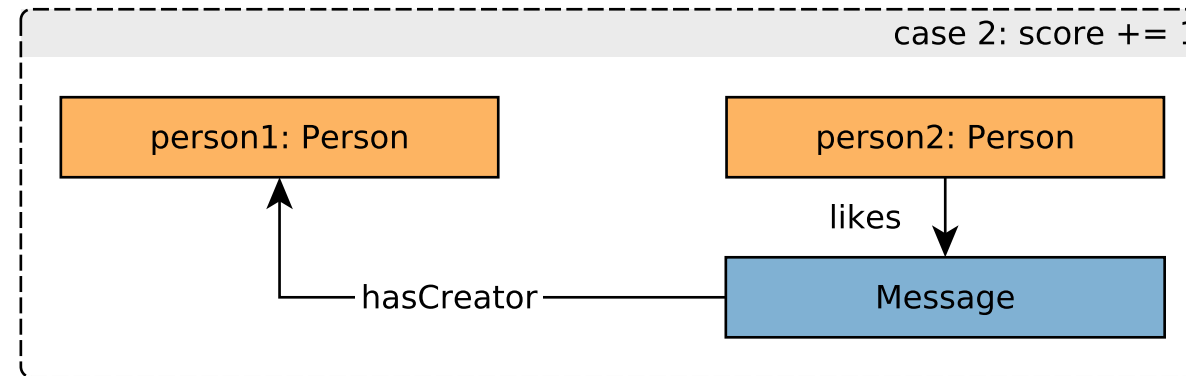 case 2: score +=
person1: Person
person2: Person
likes
hasCreator
Message